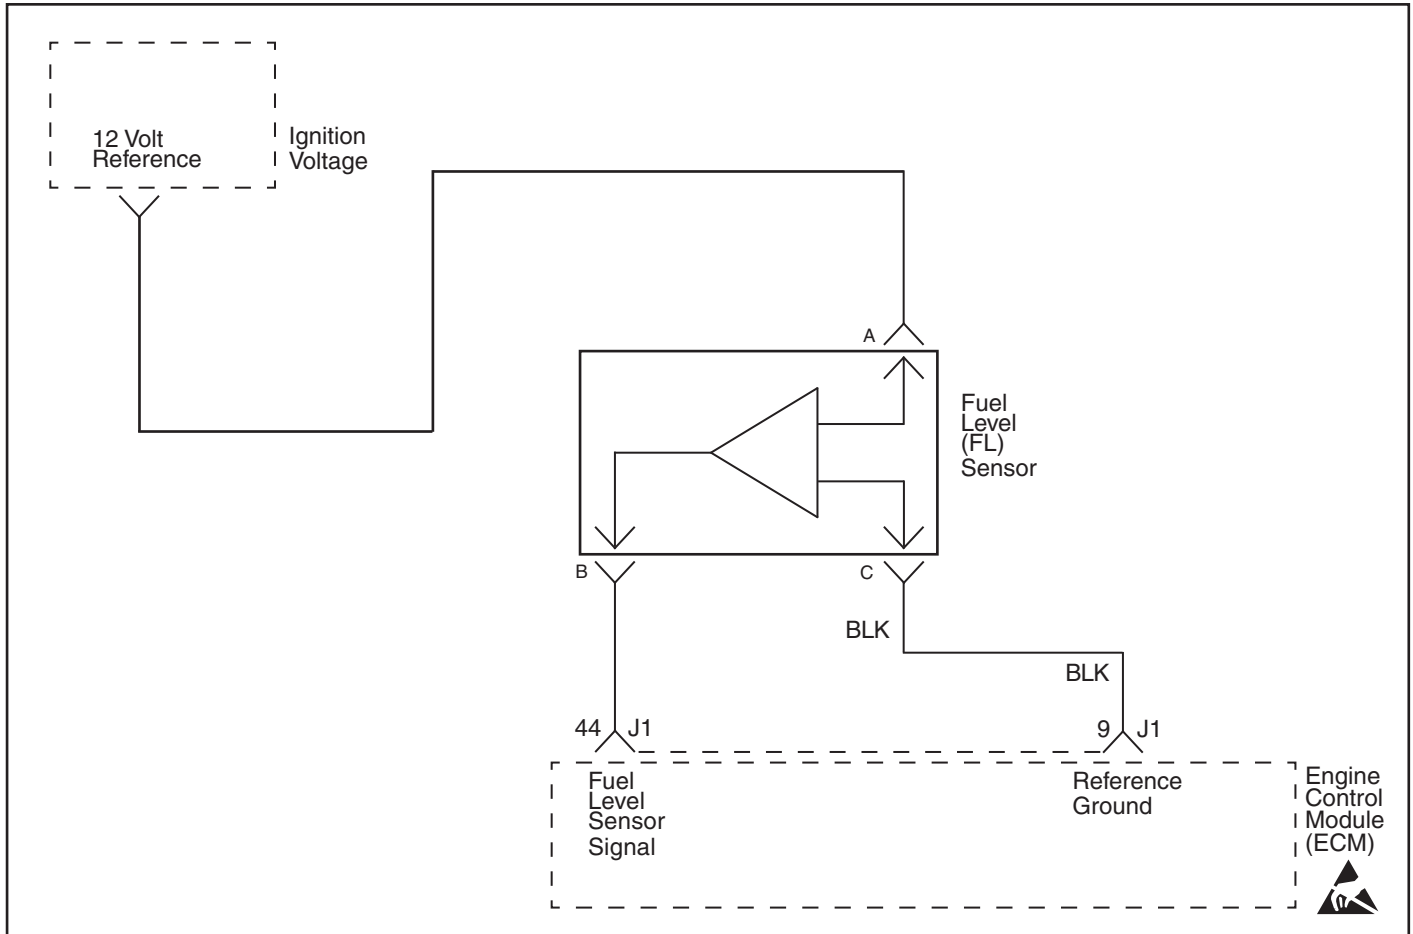 12 Volt
Reference
Ignition
Voltage
A
Fuel
Level
(FL)
Sensor
B
C
BLK
BLK
44
J1
9
J1
Fuel
Level
Sensor
Signal
Reference
Ground
Engine
Control
Module
(ECM)